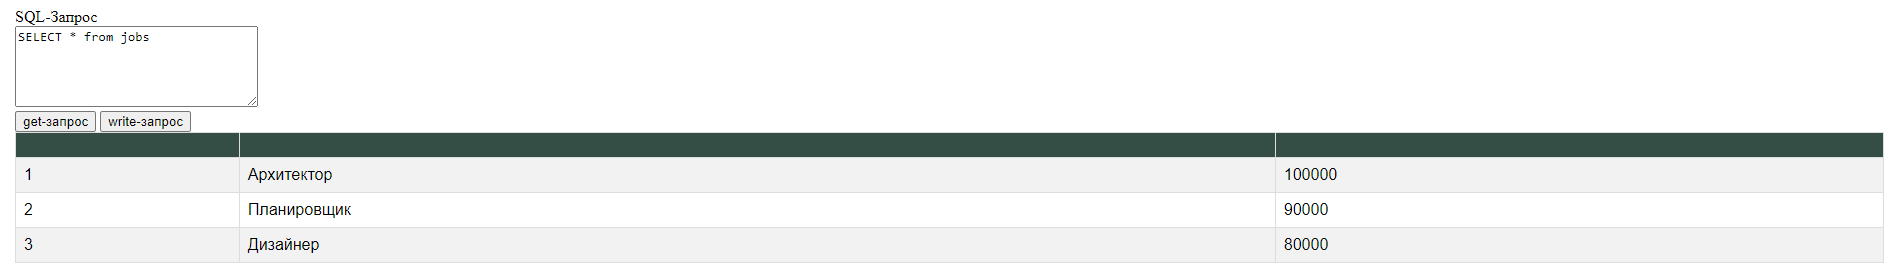 SQL-Запрос
SELECT * from jobs
get-запрос write-запрос
1 Архитектор 100000
2 Планировщик 90000
3 Дизайнер 80000